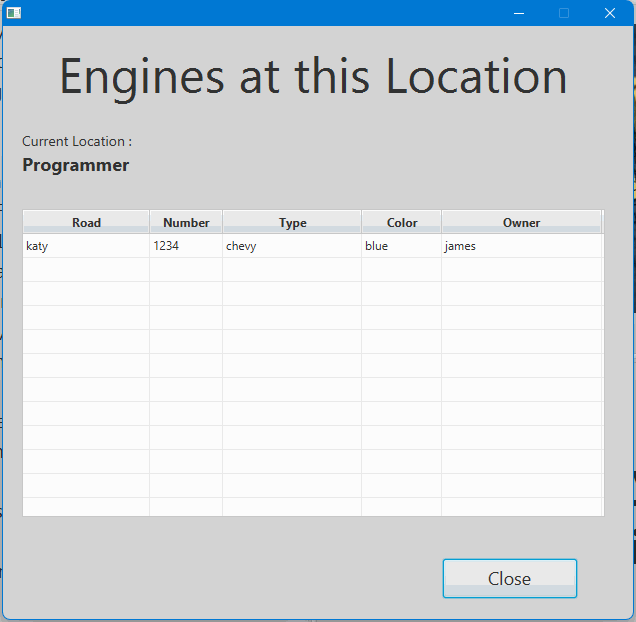 Engines at this Location
Current Location :
Programmer
Road Number Type Color Owner
katy 1234 chevy blue james
Close